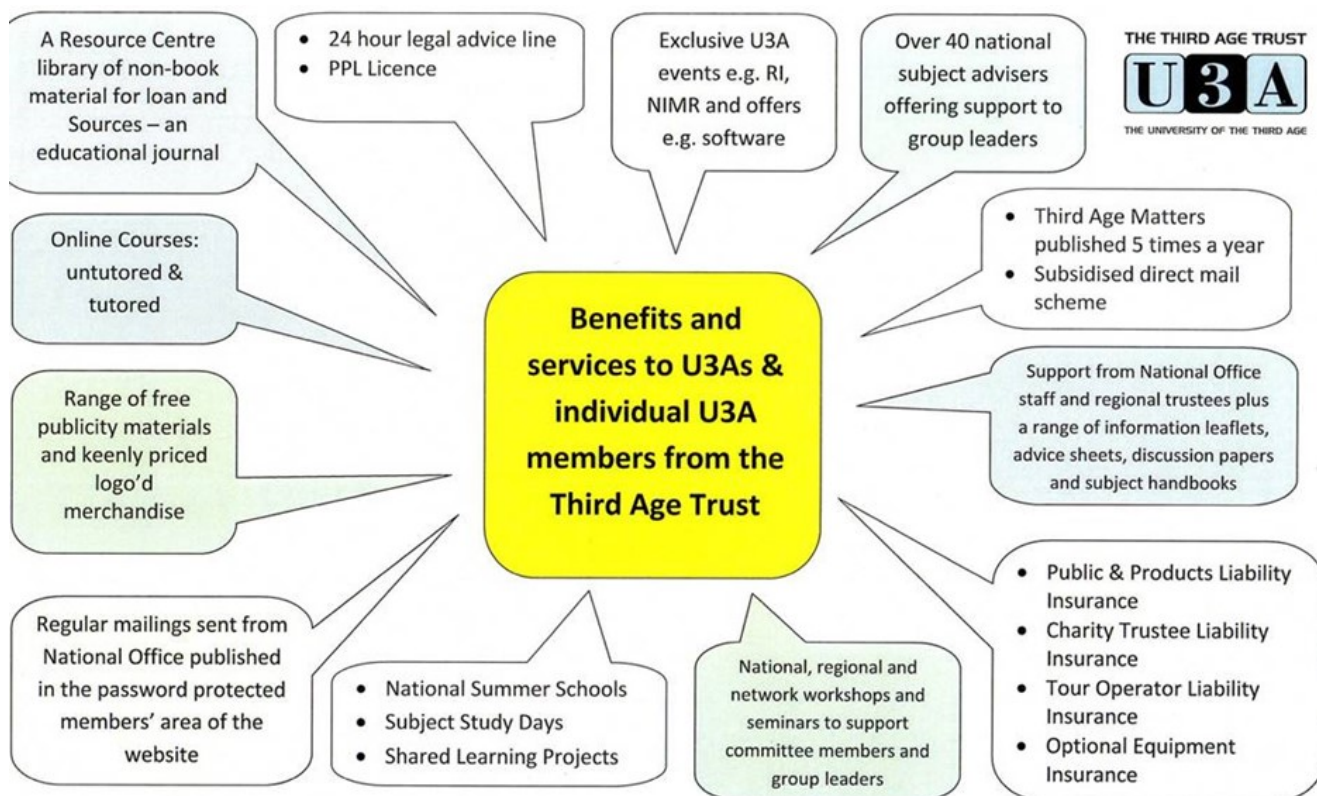 A Resource Centre
library of non-book
material for loan and
Sources – an
educational journal
• 24 hour legal advice line
• PPL Licence
Exclusive U3A
events e.g. RI,
NIMR and offers
e.g. software
Over 40 national
subject advisers
offering support to
group leaders
THE THIRD AGE TRUST
U3A
THE UNIVERSITY OF THE THIRD AGE
Online Courses:
untutored &
tutored
• Third Age Matters
published 5 times a year
• Subsidised direct mail
scheme
Benefits and
services to U3As &
individual U3A
members from the
Third Age Trust
Range of free
publicity materials
and keenly priced
logo’d
merchandise
Support from National Office
staff and regional trustees plus
a range of information leaflets,
advice sheets, discussion papers
and subject handbooks
Regular mailings sent from
National Office published
in the password protected
members’ area of the
website
• National Summer Schools
• Subject Study Days
• Shared Learning Projects
National, regional and
network workshops and
seminars to support
committee members and
group leaders
• Public & Products Liability
Insurance
• Charity Trustee Liability
Insurance
• Tour Operator Liability
Insurance
• Optional Equipment
Insurance